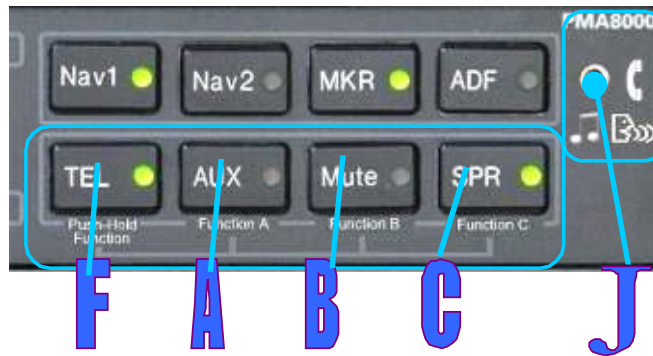 PMA8000
Nav1 Nav2 MKR ADF
TEL AUX Mute SPR
Push-Hold Function A Function B Function C
Function
F A B C J